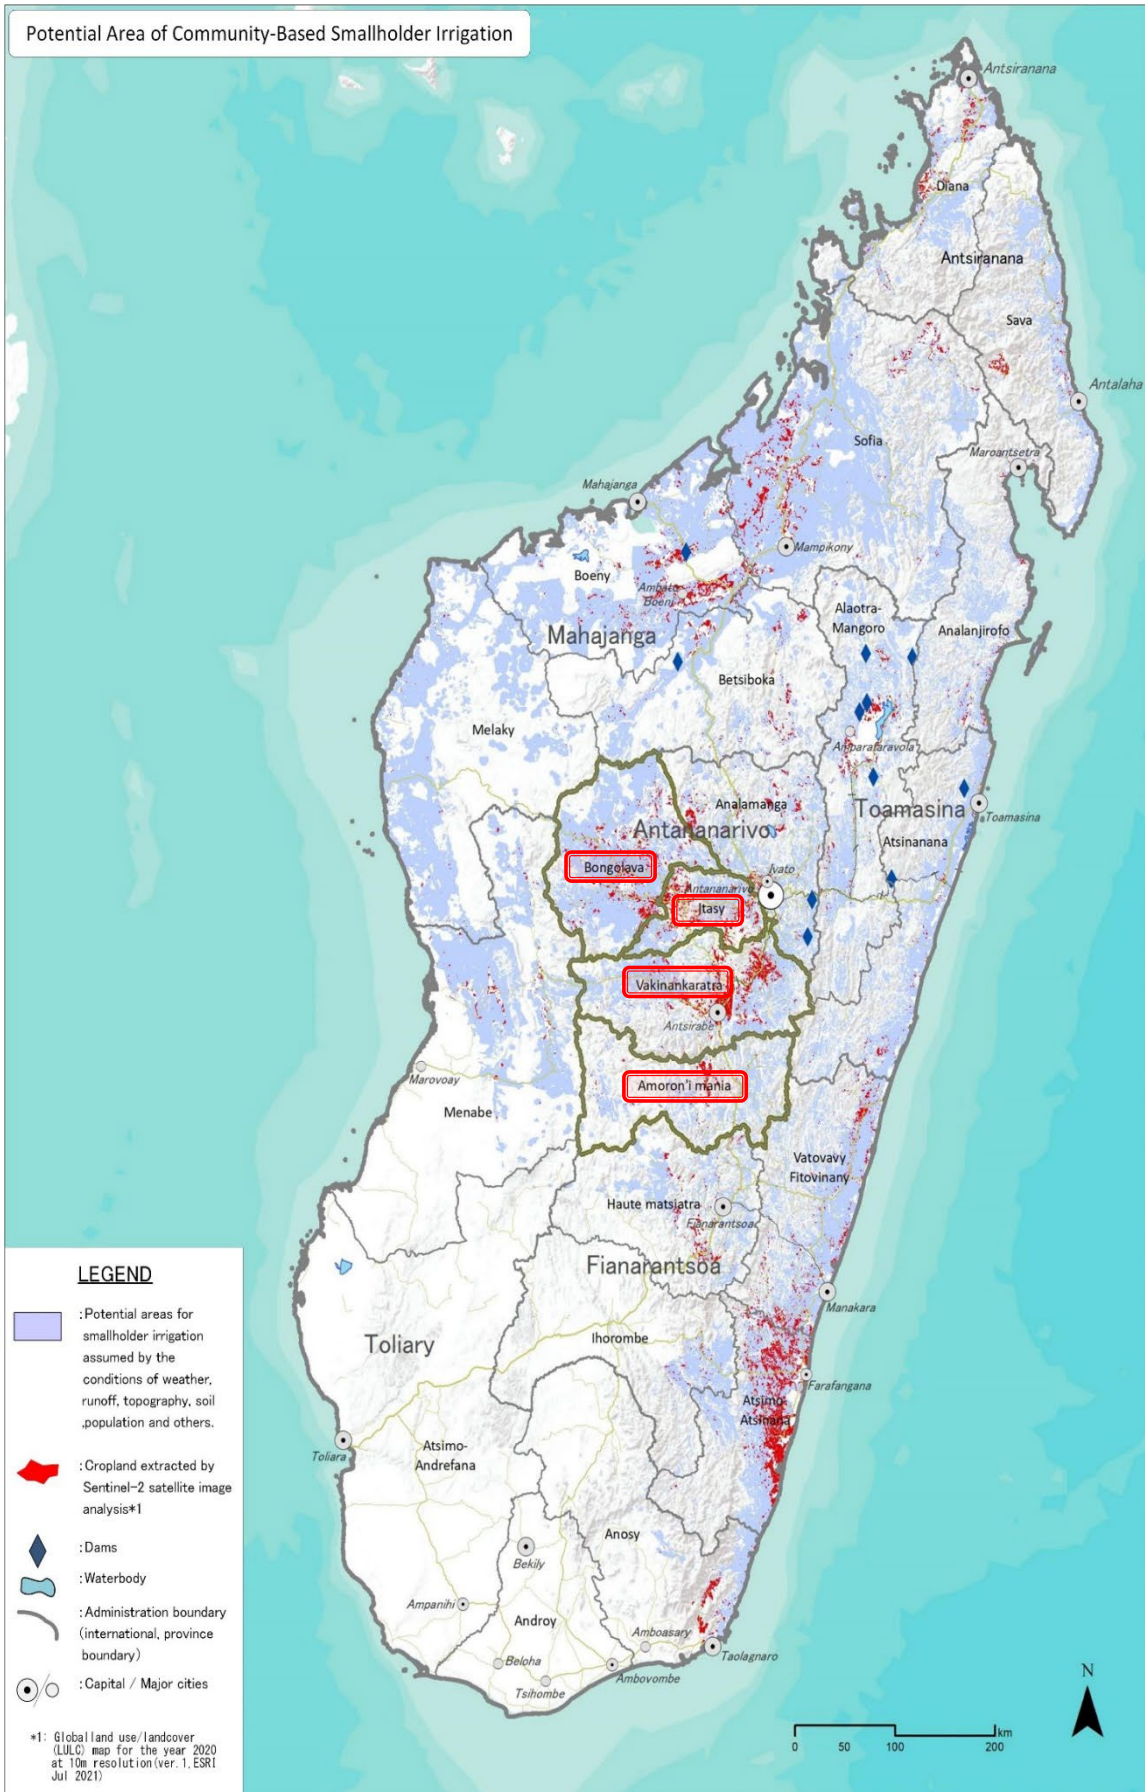 Potential Area of Community-Based Smallholder Irrigation
Antsiranana
Diana
Antsiranana
Sava
Antalaha
Sofia
Maroantsetra
Mahajanga
Mampikony
Boeny
Ambato
Boeni
Alaotra-
Mangoro
Analanjirofo
Mahajanga
Betsiboka
Melaky
Amparafaravola
Analamanga
Toamasina
Toamasina
Antananarivo
Atsinanana
Bongolava
Ivato
Antananarivo
Itasy
Vakinankaratra
Antsirabe
Marovoay
Amoron'i mania
Menabe
Vatovavy
Fitovinany
Haute matsiatra
Fianarantsoa
Fianarantsoa
Manakara
Ihorombe
Toliary
Farafangana
Atsimo-
Atsinana
Toliara
Atsimo-
Andrefana
Anosy
Bekily
Ampanihi
Androy
Amboasary
Taolagnaro
Beloha
Ambovombe
Tsihombe
LEGEND
:Potential areas for
smallholder irrigation
assumed by the
conditions of weather,
runoff, topography, soil
,population and others.
:Cropland extracted by
Sentinel-2 satellite image
analysis*1
:Dams
:Waterbody
:Administration boundary
(international, province
boundary)
:Capital / Major cities
*1: Global land use/landcover
(LULC) map for the year 2020
at 10m resolution(ver.1,ESRI
Jul 2021)
N
km
0 50 100 200